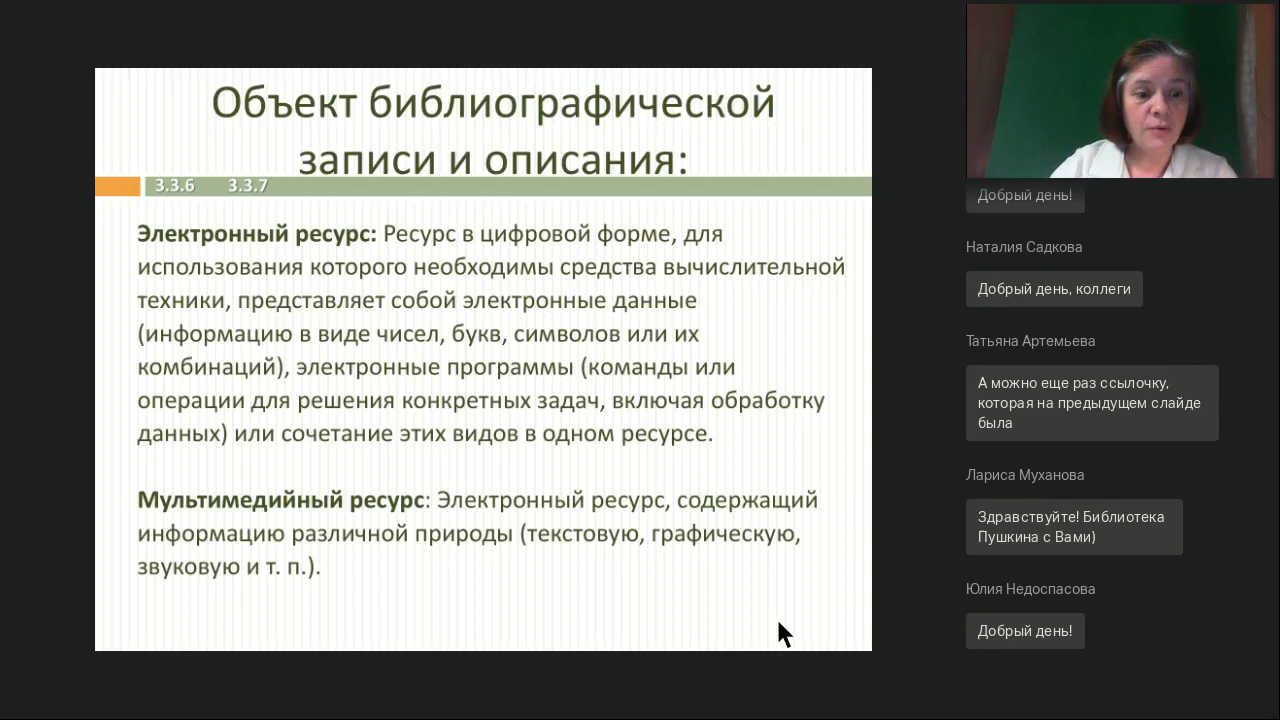 Объект библиографической
записи и описания:
3.3.6 3.3.7
Электронный ресурс: Ресурс в цифровой форме, для
использования которого необходимы средства вычислительной
техники, представляет собой электронные данные
(информацию в виде чисел, букв, символов или их
комбинаций), электронные программы (команды или
операции для решения конкретных задач, включая обработку
данных) или сочетание этих видов в одном ресурсе.
Мультимедийный ресурс: Электронный ресурс, содержащий
информацию различной природы (текстовую, графическую,
звуковую и т. п.).
Добрый день!
Наталия Садкова
Добрый день, коллеги
Татьяна Артемьева
А можно еще раз ссылочку,
которая на предыдущем слайде
была
Лариса Муханова
Здравствуйте! Библиотека
Пушкина с Вами)
Юлия Недоспасова
Добрый день!